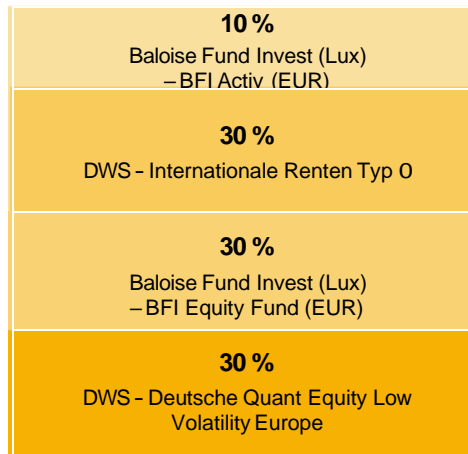 10 %
Baloise Fund Invest (Lux)
– BFI Activ (EUR)
30 %
DWS – Internationale Renten Typ O
30 %
Baloise Fund Invest (Lux)
– BFI Equity Fund (EUR)
30 %
DWS – Deutsche Quant Equity Low
Volatility Europe